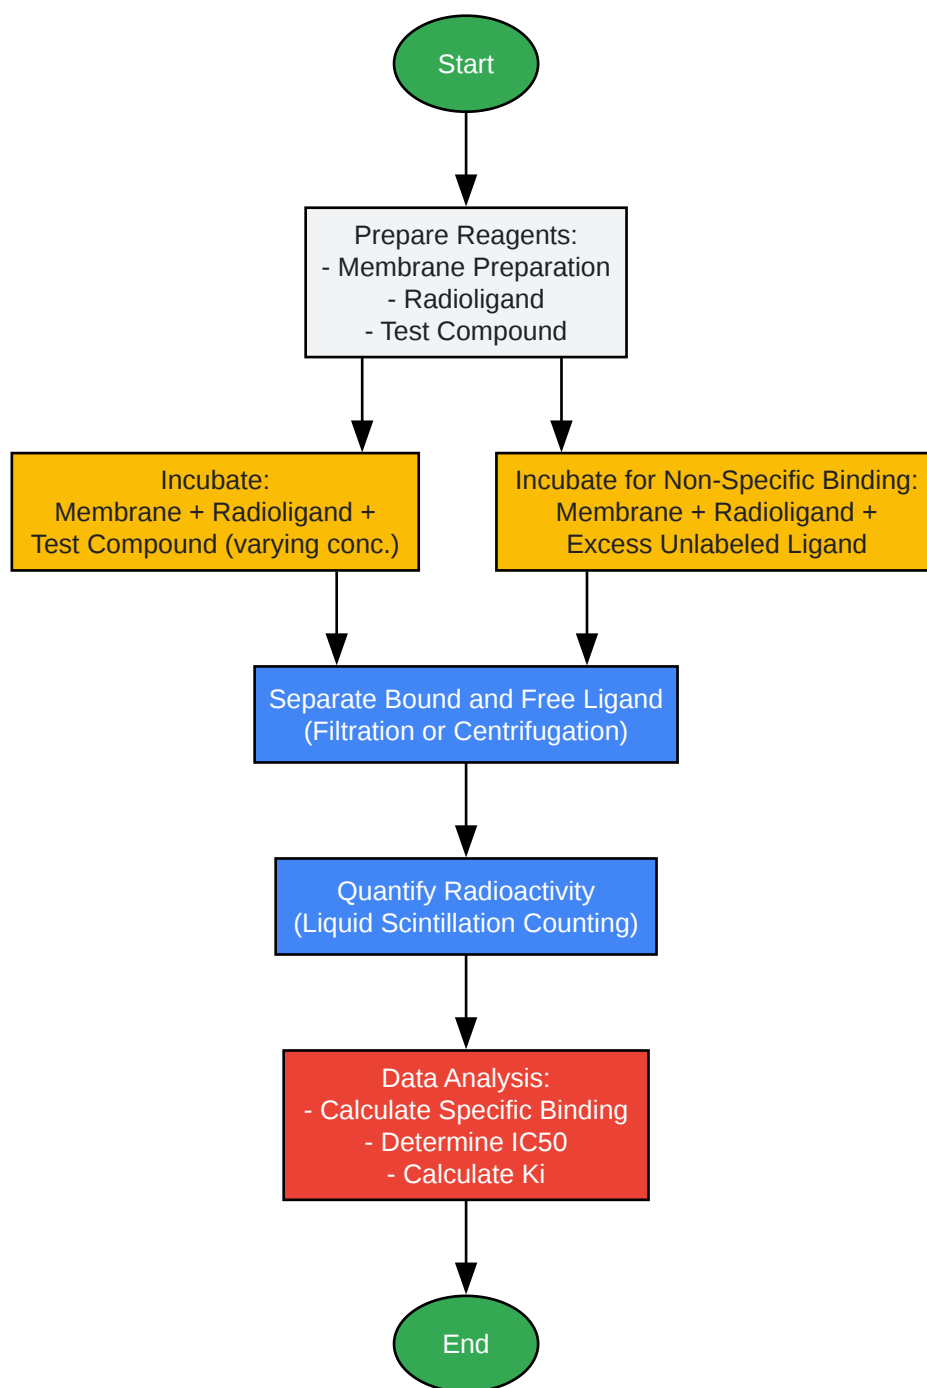 Start
Prepare Reagents:
- Membrane Preparation
- Radioligand
- Test Compound
Incubate:
Membrane + Radioligand +
Test Compound (varying conc.)
Incubate for Non-Specific Binding:
Membrane + Radioligand +
Excess Unlabeled Ligand
Separate Bound and Free Ligand
(Filtration or Centrifugation)
Quantify Radioactivity
(Liquid Scintillation Counting)
Data Analysis:
- Calculate Specific Binding
- Determine IC50
- Calculate Ki
End